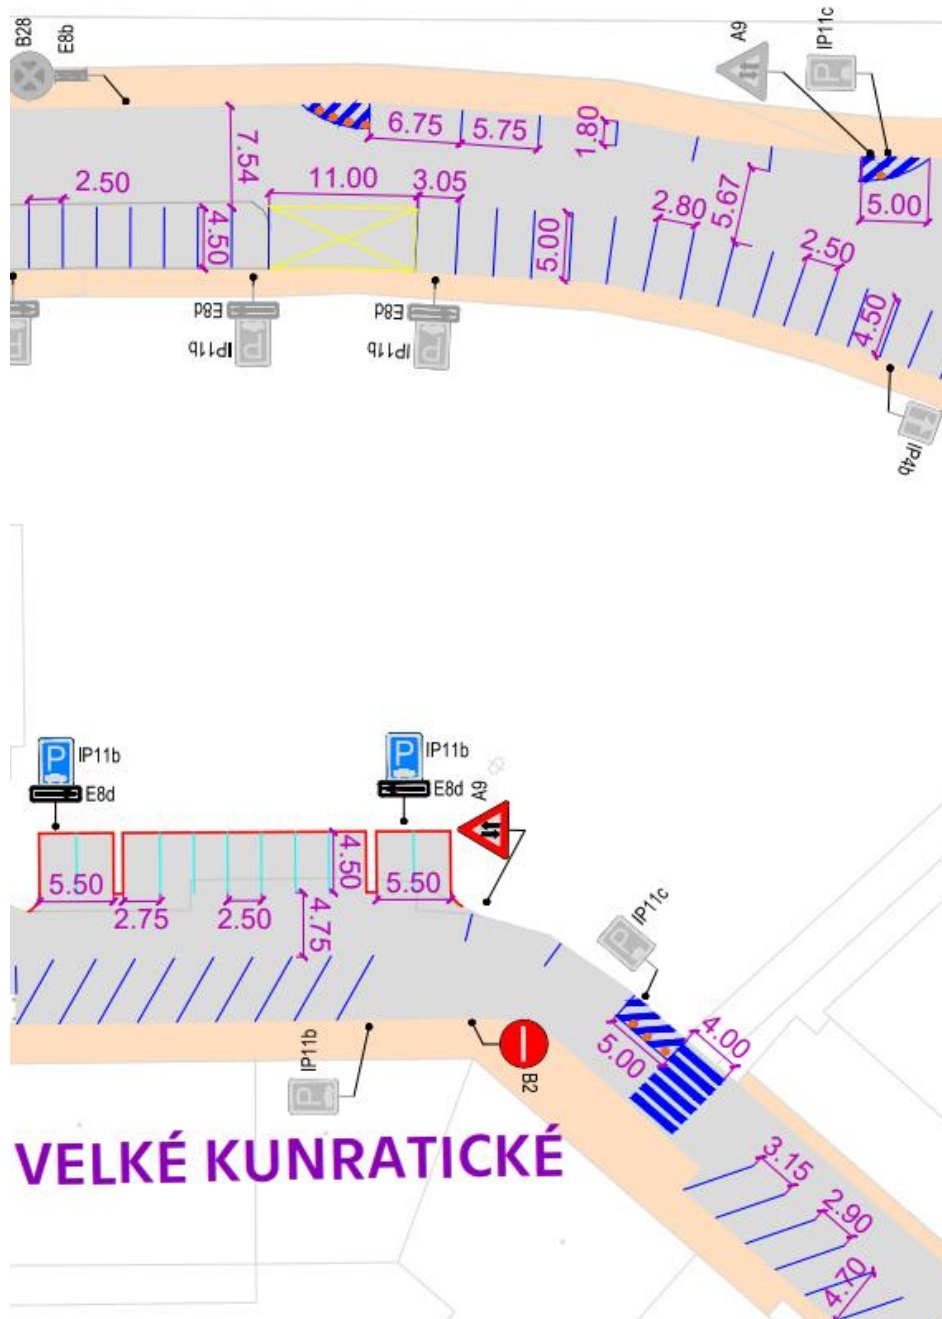 B28
E8b
A9
IP11c
7.54
6.75
5.75
1.80
2.50
11.00
3.05
4.50
5.00
2.80
5.67
5.00
2.50
4.50
E8d
IP11b
E8d
IP11b
IP4b
P
IP11b
E8d
P
IP11b
E8d
A9
5.50
2.75
2.50
4.50
4.75
5.50
IP11c
P
5.00
4.00
IP11b
P
B2
VELKÉ KUNRATICKÉ
3.15
2.90
4.70